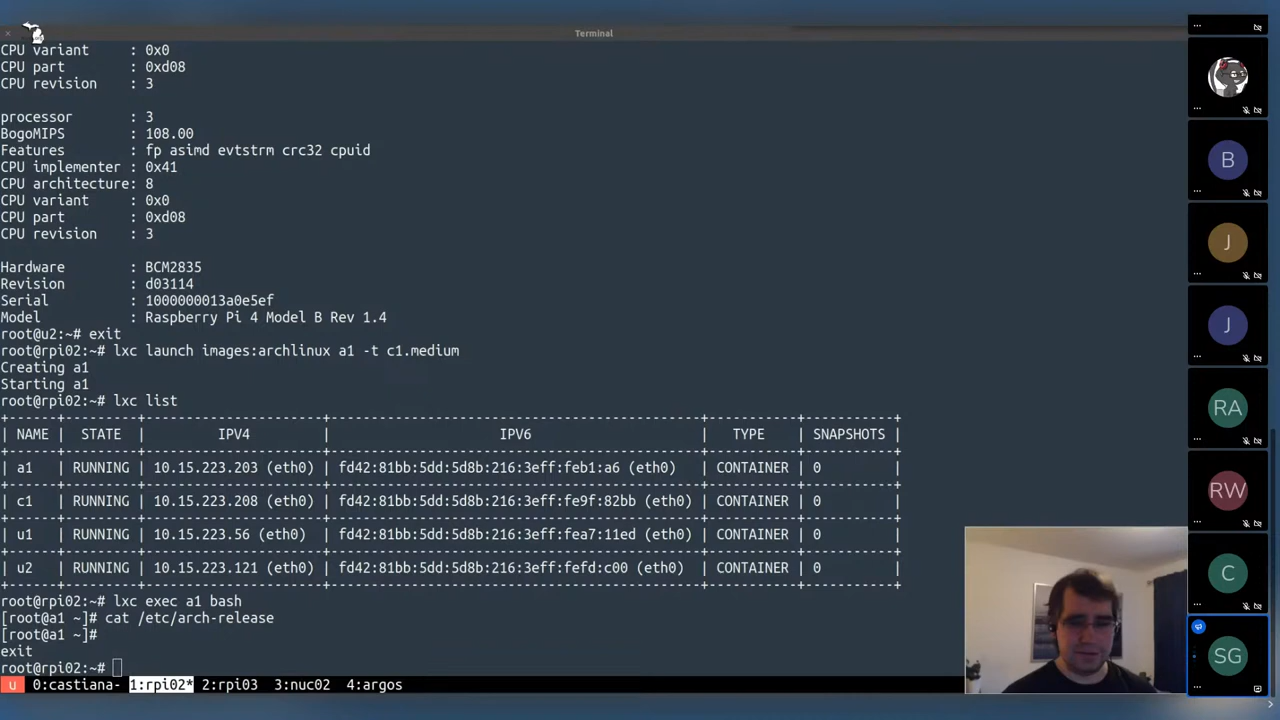 Terminal
CPU variant : 0x0
CPU part : 0xd08
CPU revision : 3
processor : 3
BogoMIPS : 108.00
Features : fp asimd evtstrm crc32 cpuid
CPU implementer : 0x41
CPU architecture: 8
CPU variant : 0x0
CPU part : 0xd08
CPU revision : 3
Hardware : BCM2835
Revision : d03114
Serial : 1000000013a0e5ef
Model : Raspberry Pi 4 Model B Rev 1.4
root@u2:~# exit
root@rpi02:~# lxc launch images:archlinux a1 -t c1.medium
Creating a1
Starting a1
root@rpi02:~# lxc list
| NAME | STATE | IPV4 | IPV6 | TYPE | SNAPSHOTS |
| a1 | RUNNING | 10.15.223.203 (eth0) | fd42:81bb:5dd:5d8b:216:3eff:feb1:a6 (eth0) | CONTAINER | 0 |
| c1 | RUNNING | 10.15.223.208 (eth0) | fd42:81bb:5dd:5d8b:216:3eff:fe9f:82bb (eth0) | CONTAINER | 0 |
| u1 | RUNNING | 10.15.223.56 (eth0) | fd42:81bb:5dd:5d8b:216:3eff:fea7:11ed (eth0) | CONTAINER | 0 |
| u2 | RUNNING | 10.15.223.121 (eth0) | fd42:81bb:5dd:5d8b:216:3eff:fefd:c00 (eth0) | CONTAINER | 0 |
root@rpi02:~# lxc exec a1 bash
[root@a1 ~]# cat /etc/arch-release
[root@a1 ~]#
exit
root@rpi02:~#
u 0:castiana- 1:rpi02* 2:rpi03 3:nuc02 4:argos
B
J
J
RA
RW
C
SG